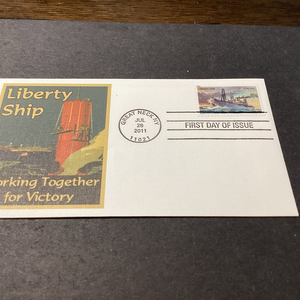 Liberty
Ship
orking Together
for Victory
GREAT NECK NY
JUL
28
2011
11021
FIRST DAY OF ISSUE